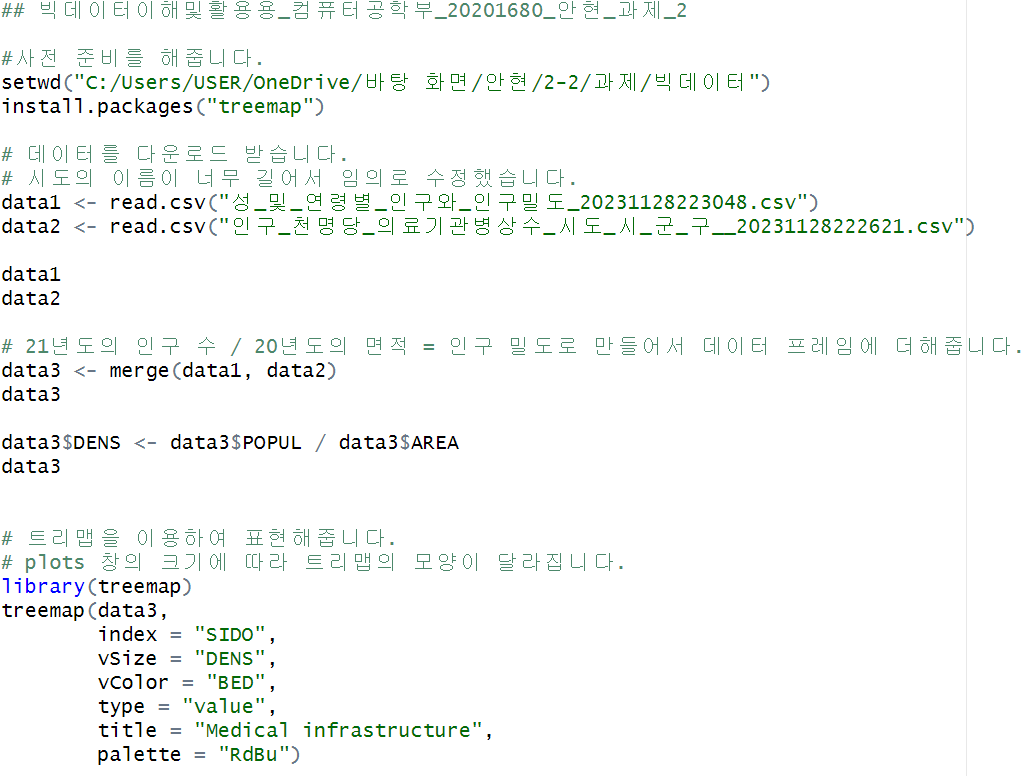 ## 빅데이터이해및활용용_컴퓨터공학부_20201680_안현_과제_2
#사전 준비를 해줍니다.
setwd("C:/Users/USER/OneDrive/바탕 화면/안현/2-2/과제/빅데이터")
install.packages("treemap")
# 데이터를 다운로드 받습니다.
# 시도의 이름이 너무 길어서 임의로 수정했습니다.
data1 <- read.csv("성_및_연령별_인구와_인구밀도_20231128223048.csv")
data2 <- read.csv("인구_천명당_의료기관병상수_시도_시_군_구__20231128222621.csv")
data1
data2
# 21년도의 인구 수 / 20년도의 면적 = 인구 밀도로 만들어서 데이터 프레임에 더해줍니다.
data3 <- merge(data1, data2)
data3
data3$DENS <- data3$POPUL / data3$AREA
data3
# 트리맵을 이용하여 표현해줍니다.
# plots 창의 크기에 따라 트리맵의 모양이 달라집니다.
library(treemap)
treemap(data3,
index = "SIDO",
vSize = "DENS",
vColor = "BED",
type = "value",
title = "Medical infrastructure",
palette = "RdBu")